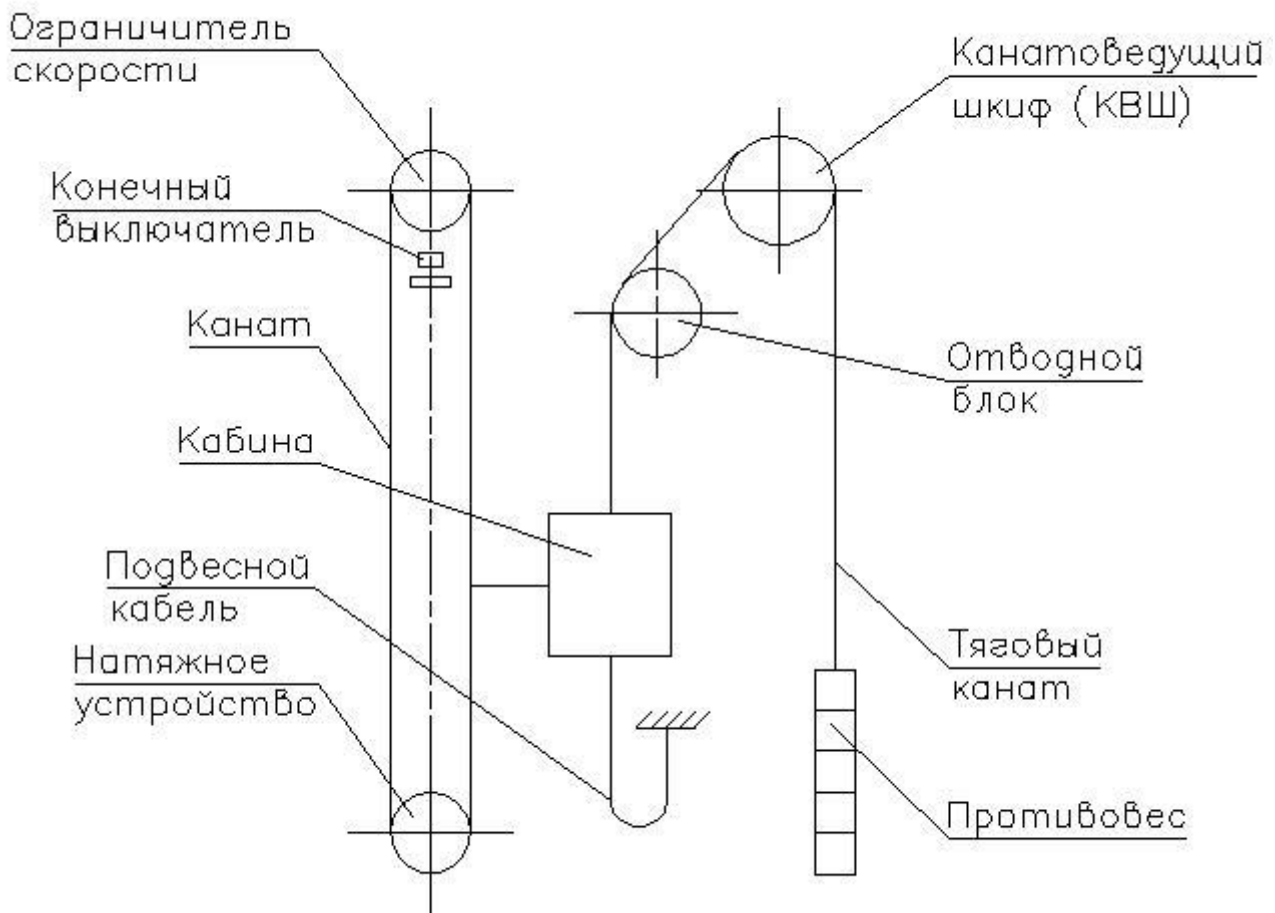 Ограничитель
скорости
Конечный
выключатель
Канат
Кабина
Подвесной
кабель
Натяжное
устройство
Канатоведущий
шкиф (КВШ)
Отводной
блок
Тяговый
канат
Противовес